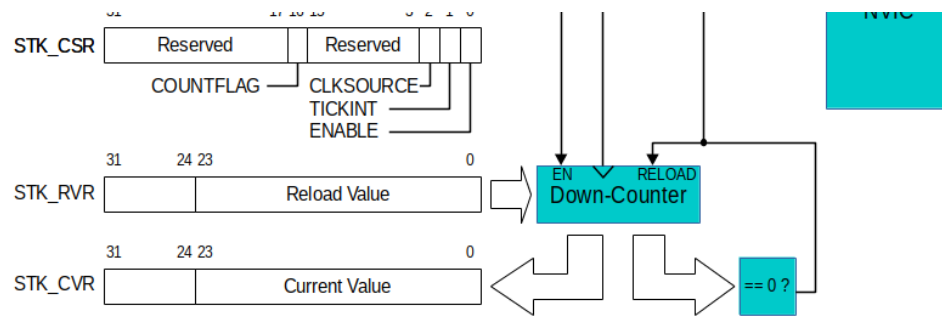 31 17 16 15 3 2 1 0
NVIC
STK_CSR Reserved Reserved
COUNTFLAG CLKSOURCE
TICKINT
ENABLE
31 24 23 0
EN RELOAD
STK_RVR Reload Value Down-Counter
31 24 23 0
STK_CVR Current Value == 0 ?